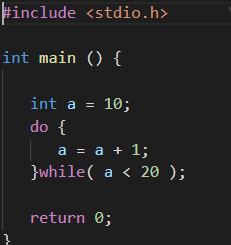 #include <stdio.h>
int main () {
int a = 10;
do {
a = a + 1;
}while( a < 20 );
return 0;
}